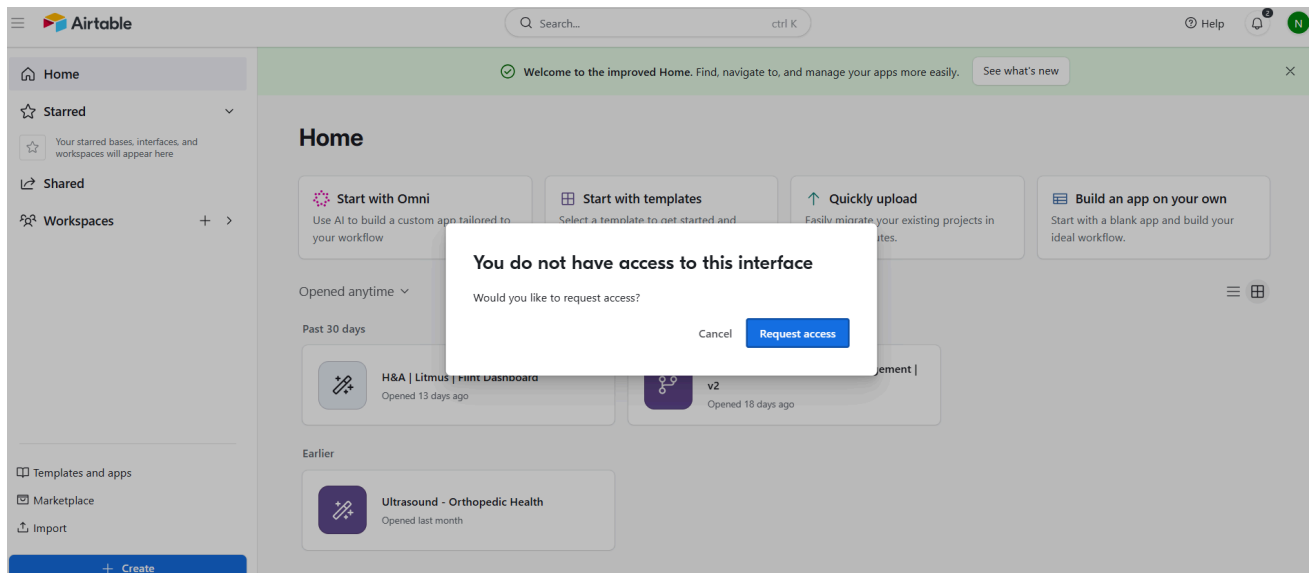 Airtable
Search...
ctrl K
Help
2
N
Home
Starred
Your starred bases, interfaces, and
workspaces will appear here
Shared
Workspaces
Templates and apps
Marketplace
Import
Create
Welcome to the improved Home. Find, navigate to, and manage your apps more easily.
See what's new
Home
Start with Omni
Use AI to build a custom app tailored to
your workflow
Start with templates
Select a template to get started and
Quickly upload
Easily migrate your existing projects in
Build an app on your own
Start with a blank app and build your
ideal workflow.
You do not have access to this interface
Would you like to request access?
Cancel
Request access
Opened anytime
Past 30 days
H&A | Litmus | Flint Dashboard
Opened 13 days ago
ement |
v2
Opened 18 days ago
Earlier
Ultrasound - Orthopedic Health
Opened last month